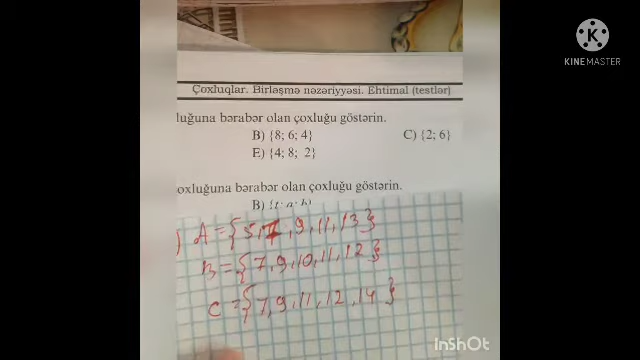 KINEMASTER
Çoxluqlar. Birləşmə nəzəriyyəsi. Ehtimal (testlər)
luğuna bərabər olan çoxluğu göstərin.
B) {8; 6; 4} C) {2; 6}
E) {4; 8; 2}
oxluğuna bərabər olan çoxluğu göstərin.
B)
) A = {5,7,9,11,13}
B = {7,9,10,11,12}
C = {7,9,11,12,14}
InShOt